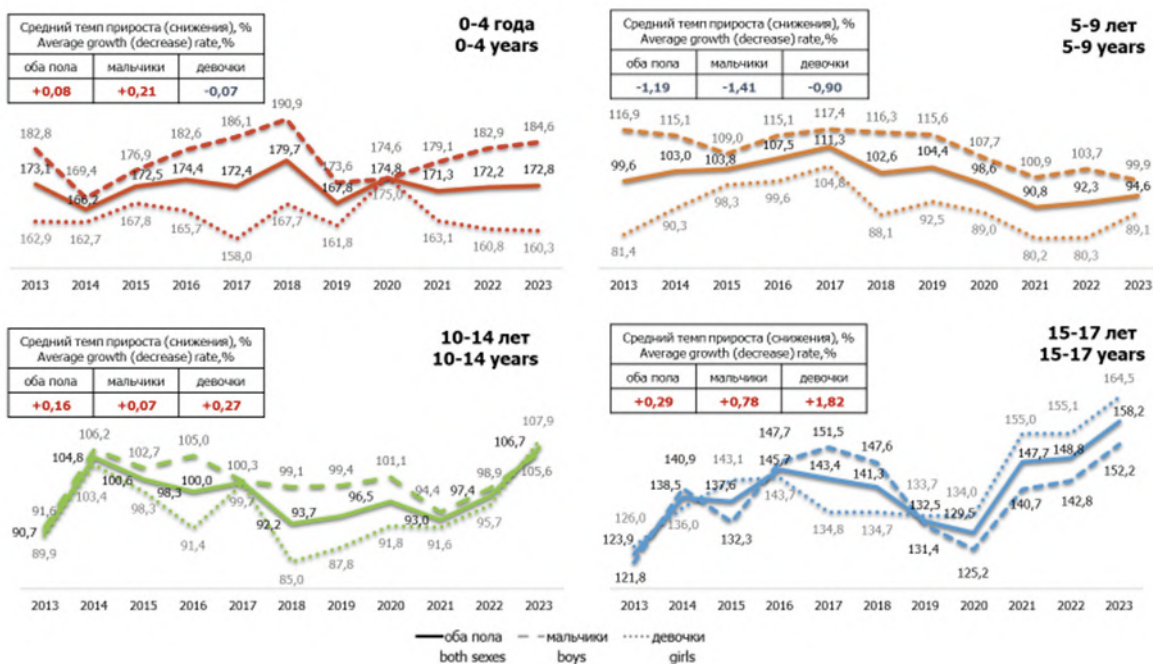 Средний темп прироста (снижения), %
Average growth (decrease) rate,%
оба пола мальчики девочки
+0,08 +0,21 -0,07
0-4 года
0-4 years
182,8 169,4 176,9 182,6 186,1 190,9 173,6 174,6 179,1 182,9 184,6
173,1 166,2 172,5 174,4 172,4 179,7 167,8 174,8 171,3 172,2 172,8
162,9 162,7 167,8 165,7 158,0 167,7 161,8 175,0 163,1 160,8 160,3
2013 2014 2015 2016 2017 2018 2019 2020 2021 2022 2023
Средний темп прироста (снижения), %
Average growth (decrease) rate,%
оба пола мальчики девочки
-1,19 -1,41 -0,90
5-9 лет
5-9 years
116,9 115,1 109,0 115,1 117,4 116,3 115,6 107,7 100,9 103,7 99,9
99,6 103,0 103,8 107,5 111,3 102,6 104,4 98,6 90,8 92,3 94,6
81,4 90,3 98,3 99,6 104,8 88,1 92,5 89,0 80,2 80,3 89,1
2013 2014 2015 2016 2017 2018 2019 2020 2021 2022 2023
Средний темп прироста (снижения), %
Average growth (decrease) rate,%
оба пола мальчики девочки
+0,16 +0,07 +0,27
10-14 лет
10-14 years
91,6 106,2 102,7 105,0 100,3 99,1 99,4 101,1 94,4 98,9 107,9
90,7 104,8 100,6 98,3 100,0 92,2 93,7 96,5 93,0 97,4 106,7
89,9 103,4 98,3 91,4 99,7 85,0 87,8 91,8 91,6 95,7 105,6
2013 2014 2015 2016 2017 2018 2019 2020 2021 2022 2023
Средний темп прироста (снижения), %
Average growth (decrease) rate,%
оба пола мальчики девочки
+0,29 +0,78 +1,82
15-17 лет
15-17 years
126,0 136,0 143,1 143,7 134,8 134,7 133,7 134,0 155,0 155,1 164,5
123,9 138,5 137,6 145,7 143,4 141,3 132,5 129,5 147,7 148,8 158,2
121,8 140,9 132,3 147,7 151,5 147,6 131,4 125,2 140,7 142,8 152,2
2013 2014 2015 2016 2017 2018 2019 2020 2021 2022 2023
оба пола мальчики девочки
both sexes boys girls